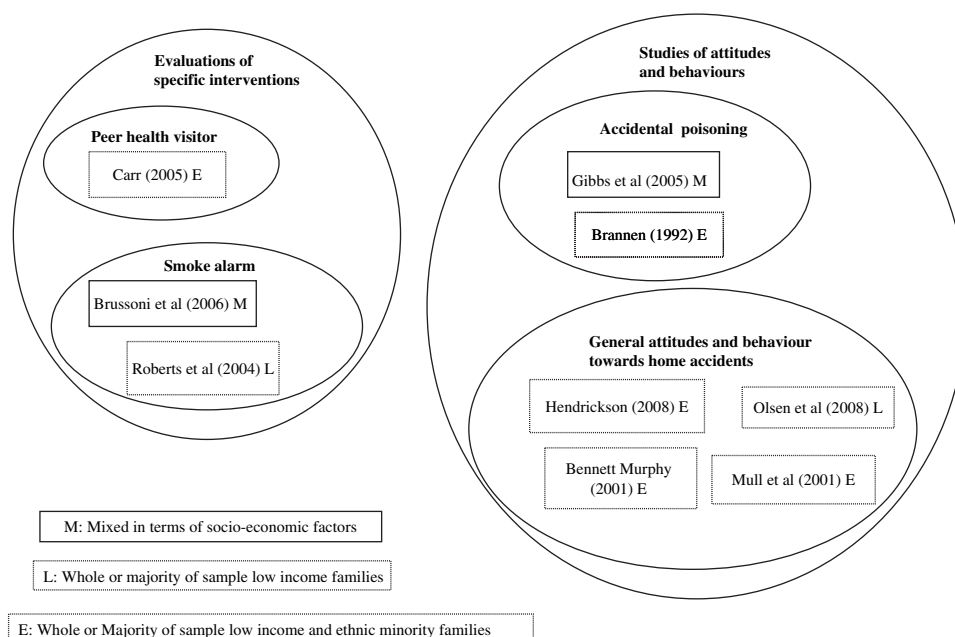 Evaluations of
specific interventions
Peer health visitor
Carr (2005) E
Smoke alarm
Brussoni et al (2006) M
Roberts et al (2004) L
Studies of attitudes
and behaviours
Accidental poisoning
Gibbs et al (2005) M
Brannen (1992) E
General attitudes and behaviour
towards home accidents
Hendrickson (2008) E
Olsen et al (2008) L
Bennett Murphy
(2001) E
Mull et al (2001) E
M: Mixed in terms of socio-economic factors
L: Whole or majority of sample low income families
E: Whole or Majority of sample low income and ethnic minority families